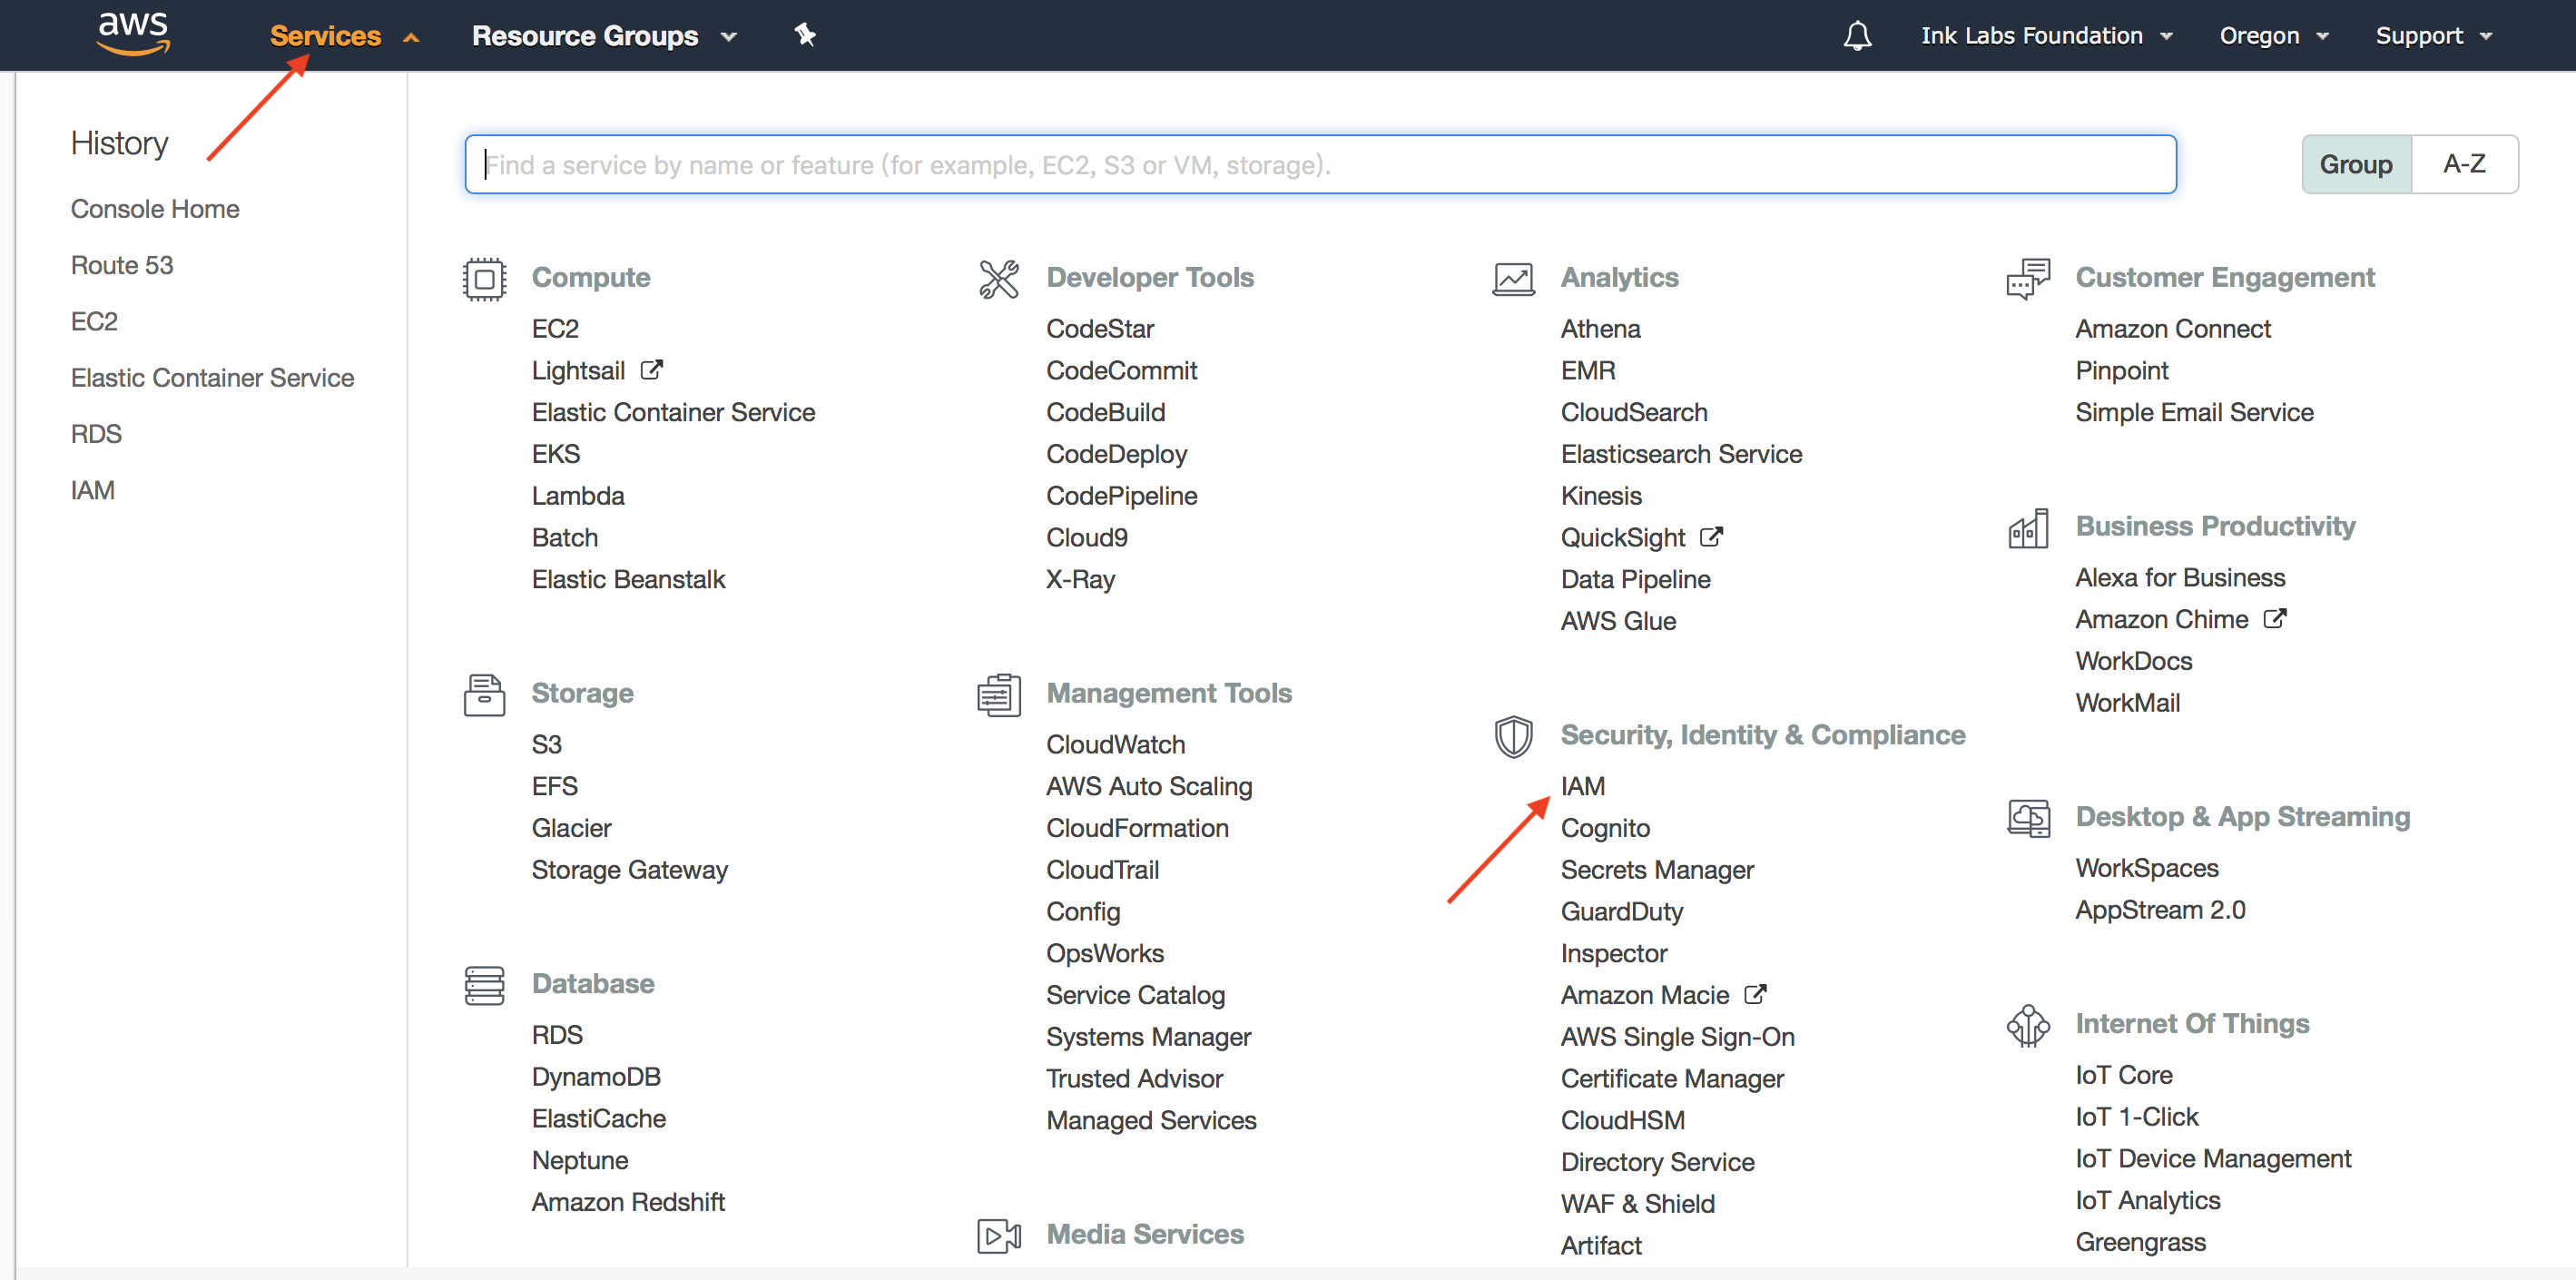 aws
Services
Resource Groups
Ink Labs Foundation
Oregon
Support
History
Console Home
Route 53
EC2
Elastic Container Service
RDS
IAM
Find a service by name or feature (for example, EC2, S3 or VM, storage).
Group
A-Z
Compute
EC2
Lightsail
Elastic Container Service
EKS
Lambda
Batch
Elastic Beanstalk
Storage
S3
EFS
Glacier
Storage Gateway
Database
RDS
DynamoDB
ElastiCache
Neptune
Amazon Redshift
Developer Tools
CodeStar
CodeCommit
CodeBuild
CodeDeploy
CodePipeline
Cloud9
X-Ray
Management Tools
CloudWatch
AWS Auto Scaling
CloudFormation
CloudTrail
Config
OpsWorks
Service Catalog
Systems Manager
Trusted Advisor
Managed Services
Media Services
Analytics
Athena
EMR
CloudSearch
Elasticsearch Service
Kinesis
QuickSight
Data Pipeline
AWS Glue
Security, Identity & Compliance
IAM
Cognito
Secrets Manager
GuardDuty
Inspector
Amazon Macie
AWS Single Sign-On
Certificate Manager
CloudHSM
Directory Service
WAF & Shield
Artifact
Customer Engagement
Amazon Connect
Pinpoint
Simple Email Service
Business Productivity
Alexa for Business
Amazon Chime
WorkDocs
WorkMail
Desktop & App Streaming
WorkSpaces
AppStream 2.0
Internet Of Things
IoT Core
IoT 1-Click
IoT Device Management
IoT Analytics
Greengrass